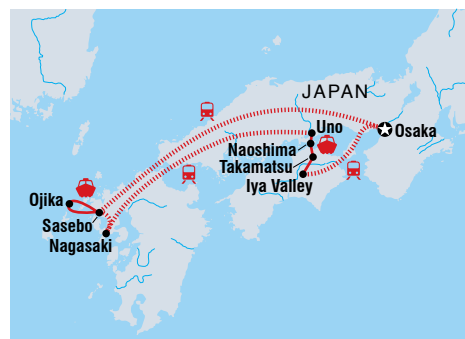 JAPAN
Uno
Osaka
Naoshima
Takamatsu
Iya Valley
Ojika
Sasebo
Nagasaki